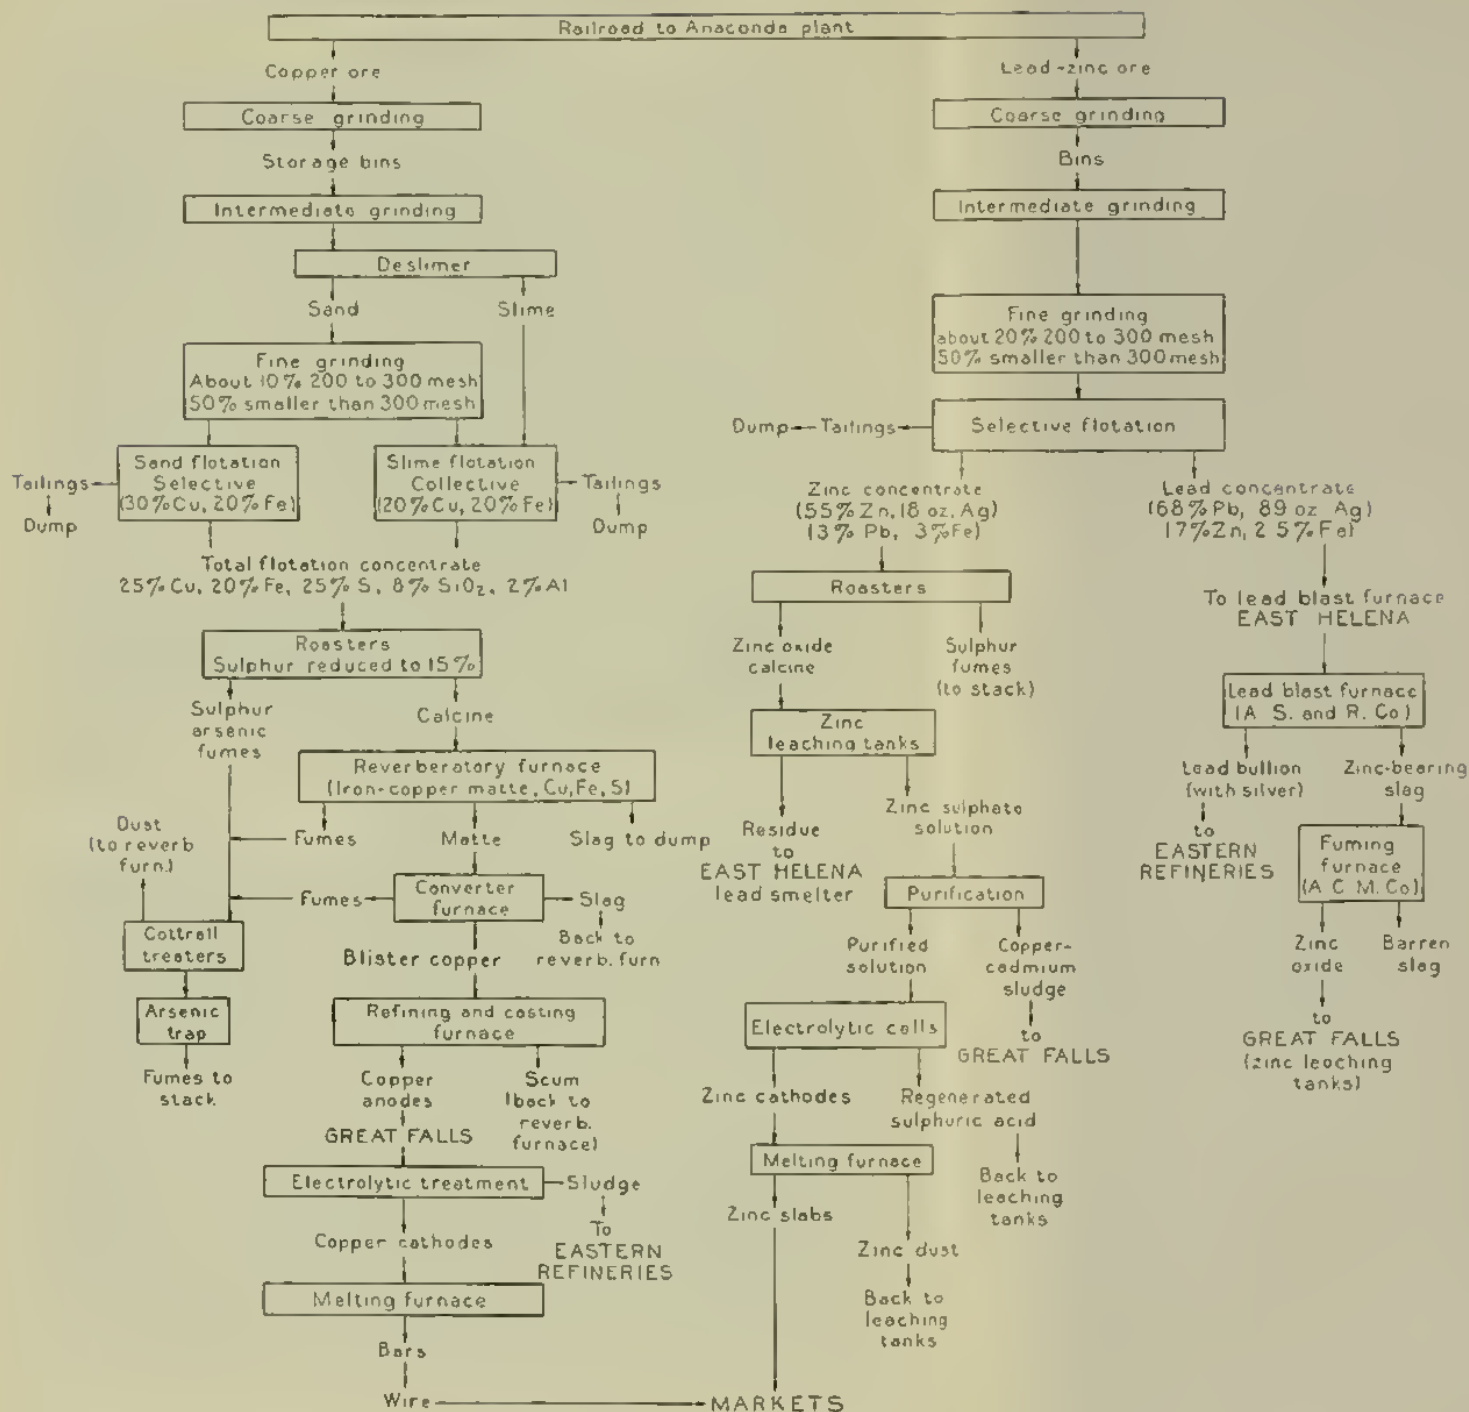 Railroad to Anaconda plant
Copper ore
Coarse grinding
Storage bins
Intermediate grinding
Deslimer
Sand
Slime
Fine grinding
About 10% 200 to 300 mesh
50% smaller than 300 mesh
Sand flotation
Selective
(30% Cu, 20% Fe)
Tailings
Dump
Slime flotation
Collective
(20% Cu, 20% Fe)
Tailings
Dump
Total flotation concentrate
25% Cu, 20% Fe, 25% S, 8% SiO₂, 2% Al
Roasters
Sulphur reduced to 15%
Sulphur
arsenic
fumes
Calcine
Reverberatory furnace
(Iron-copper matte, Cu, Fe, S)
Dust
(to reverb
furn.)
Fumes
Matte
Slag to dump
Fumes
Converter
furnace
Slag
Back to
reverb. furn
Cottrell
treaters
Blister copper
Arsenic
trap
Fumes to
stack
Refining and casting
furnace
Copper
anodes
Scum
(back to
reverb.
furnace)
GREAT FALLS
Electrolytic treatment
Sludge
To
EASTERN
REFINERIES
Copper cathodes
Melting furnace
Bars
Wire
MARKETS
Lead-zinc ore
Coarse grinding
Bins
Intermediate grinding
Fine grinding
about 20% 200 to 300 mesh
50% smaller than 300 mesh
Selective flotation
Tailings
Dump
Zinc concentrate
(55% Zn, 18 oz. Ag)
(3% Pb, 3% Fe)
Roasters
Zinc oxide
calcine
Sulphur
fumes
(to stack)
Zinc
leaching tanks
Residue
to
EAST HELENA
lead smelter
Zinc sulphate
solution
Purification
Purified
solution
Copper-
cadmium
sludge
to
GREAT FALLS
Electrolytic cells
Zinc cathodes
Regenerated
sulphuric acid
Back to
leaching
tanks
Melting furnace
Zinc slabs
Zinc dust
Back to
leaching
tanks
Lead concentrate
(68% Pb, 89 oz Ag)
17% Zn, 2 5% Fe)
To lead blast furnace
EAST HELENA
Lead blast furnace
(A. S. and R. Co)
Lead bullion
(with silver)
to
EASTERN
REFINERIES
Zinc-bearing
slag
Fuming
furnace
(A. C. M. Co)
Zinc
oxide
Barren
slag
to
GREAT FALLS
(zinc leaching
tanks)